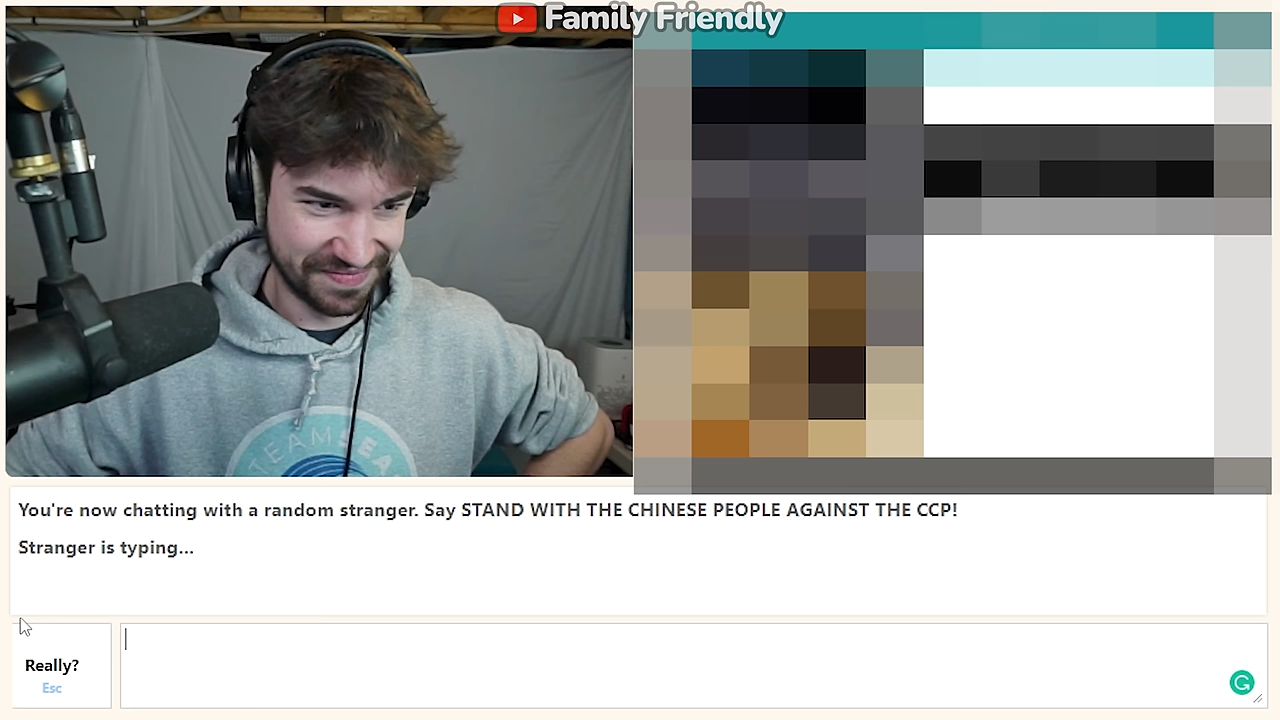 Family Friendly
TEAMSEA
You're now chatting with a random stranger. Say STAND WITH THE CHINESE PEOPLE AGAINST THE CCP!
Stranger is typing...
Really?
Esc